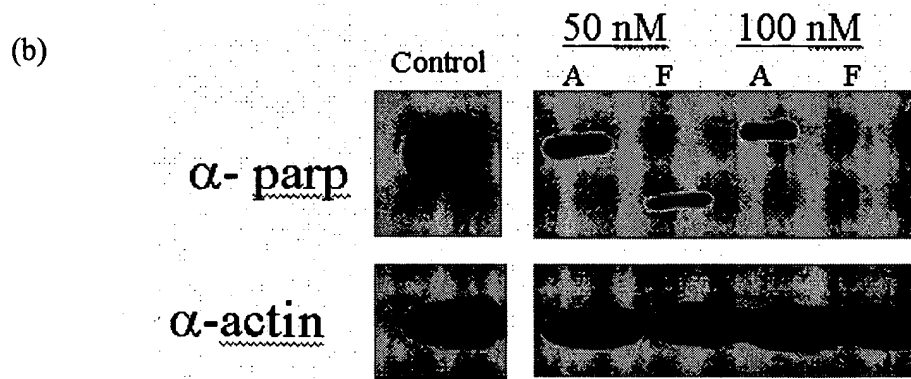 (b)
50 nM 100 nM
Control A F A F
α- parp
α-actin